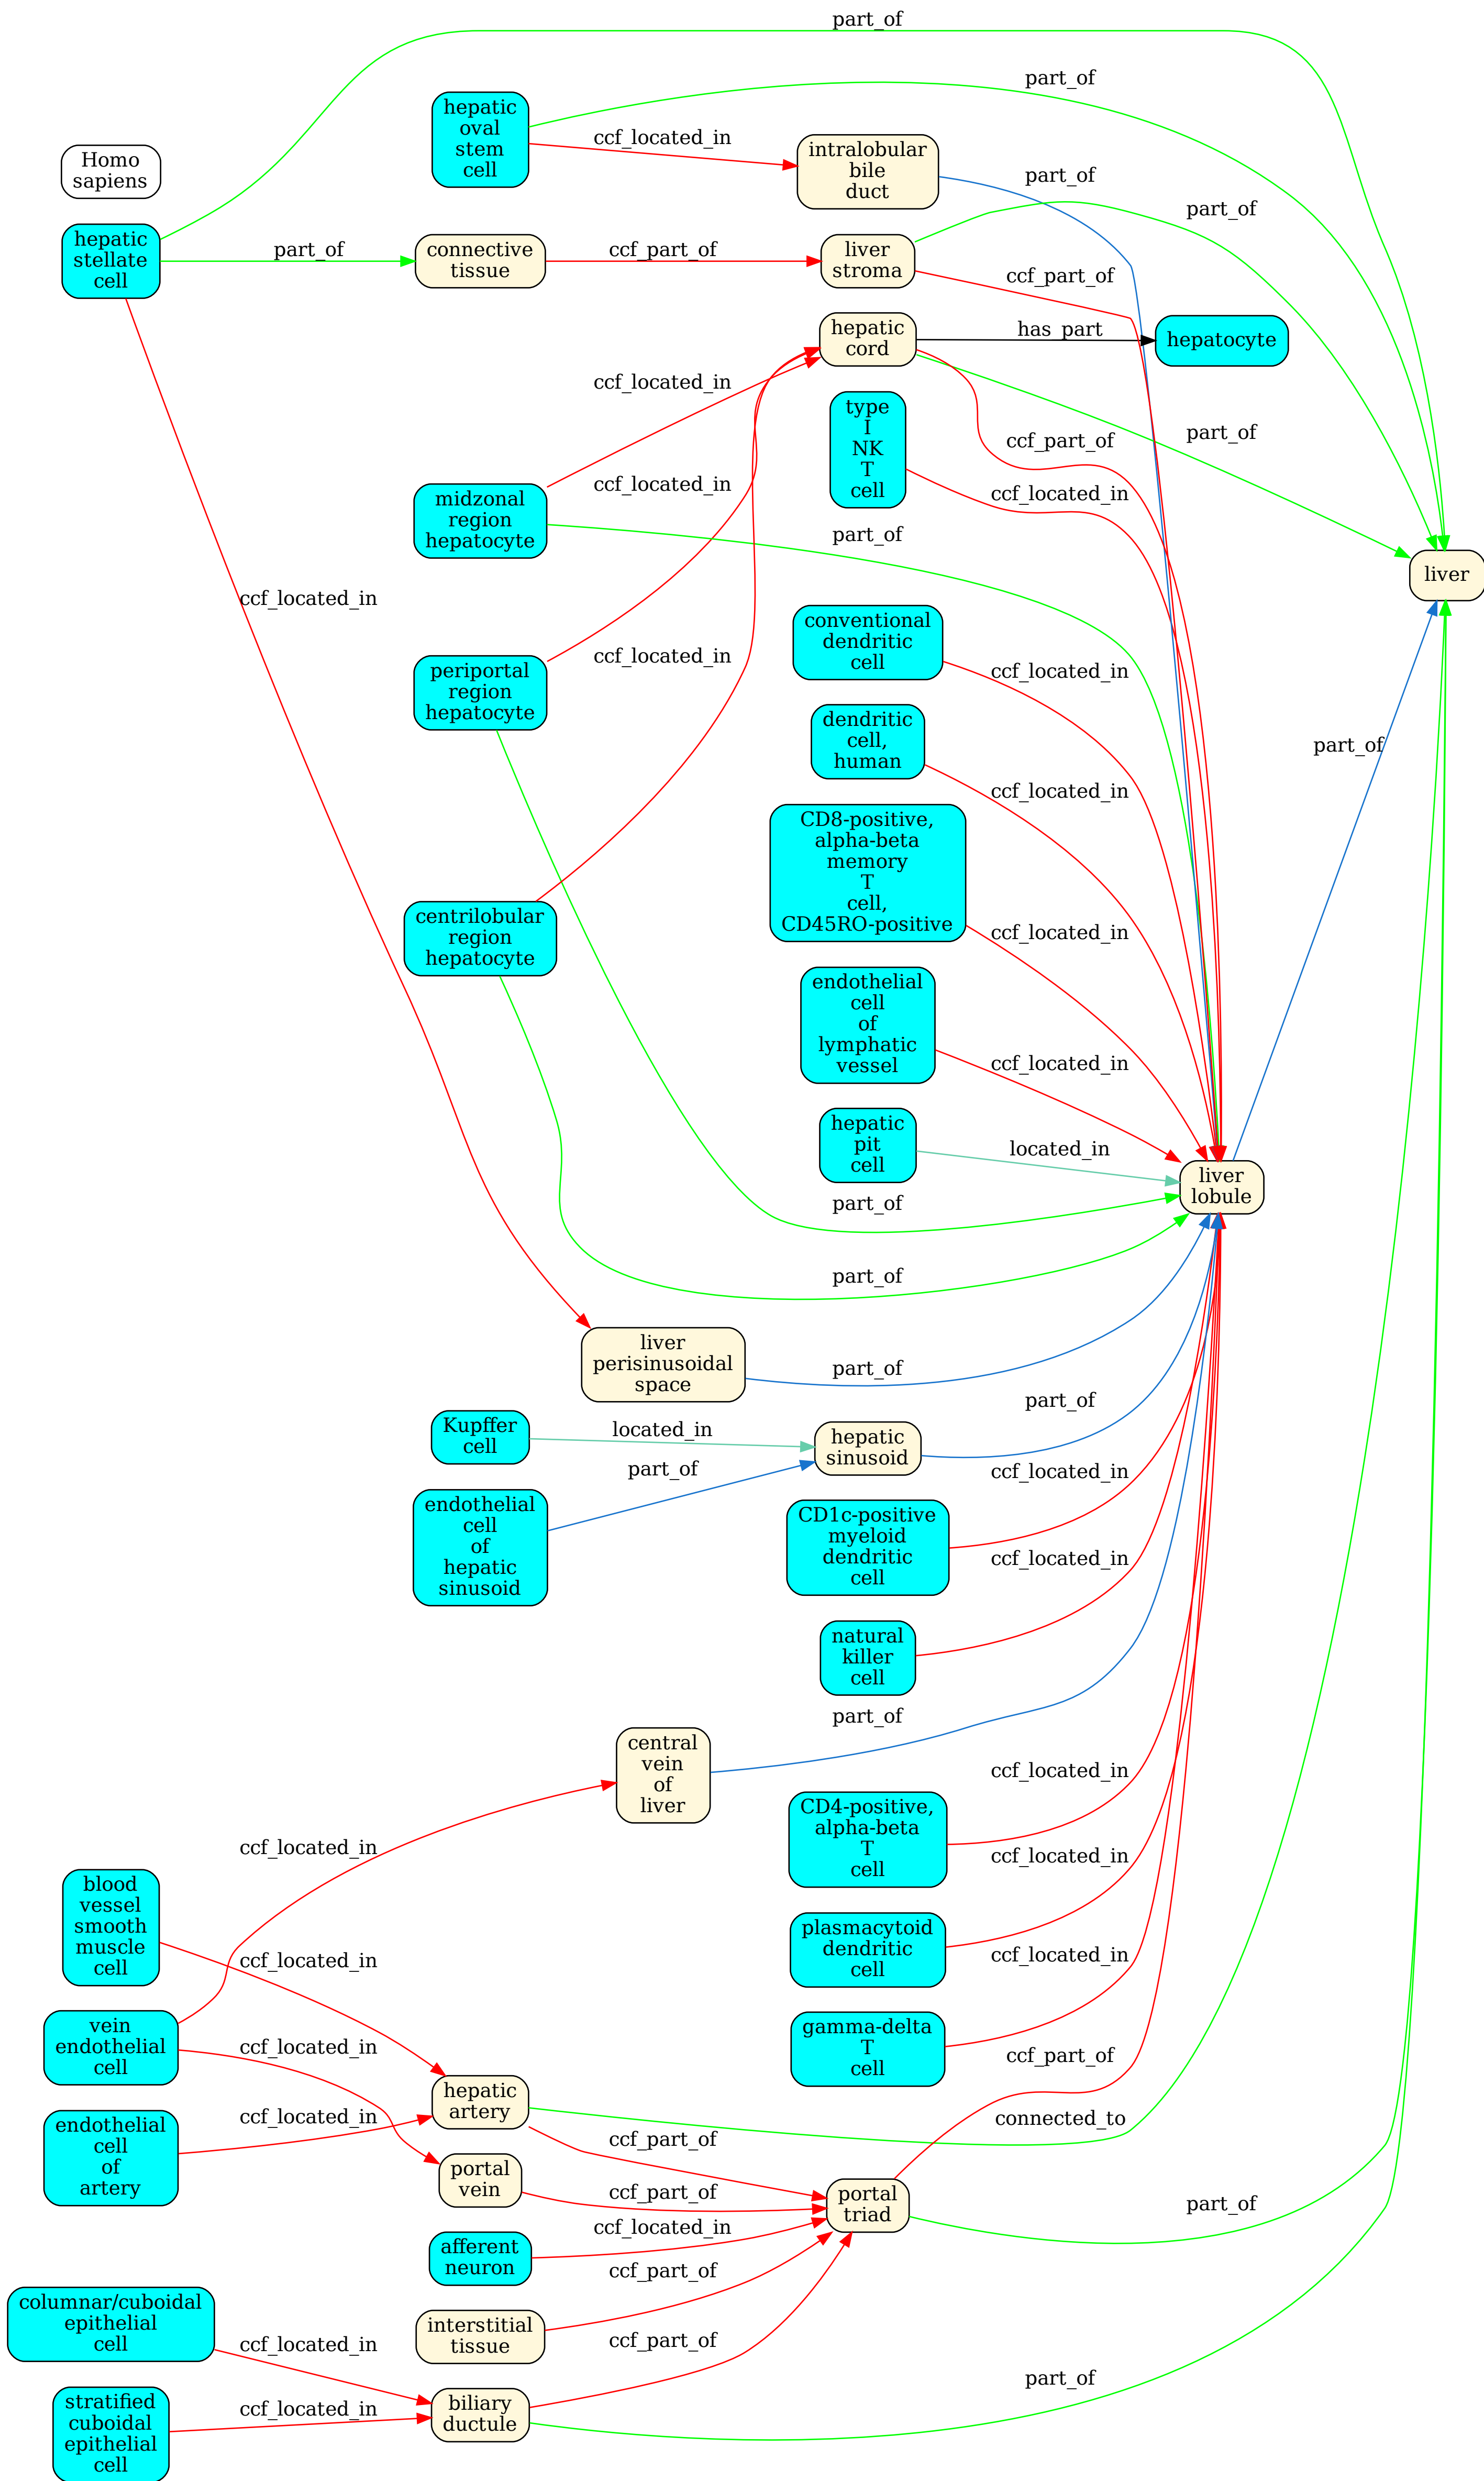 part_of
part_of
hepatic
oval
stem
cell
ccf_located_in
intralobular
bile
duct
part_of
Homo
sapiens
hepatic
stellate
cell
part_of
connective
tissue
ccf_part_of
liver
stroma
part_of
ccf_part_of
hepatic
cord
has_part
hepatocyte
ccf_located_in
type
I
NK
T
cell
ccf_part_of
part_of
ccf_located_in
midzonal
region
hepatocyte
ccf_located_in
part_of
liver
ccf_located_in
conventional
dendritic
cell
ccf_located_in
periportal
region
hepatocyte
ccf_located_in
dendritic
cell,
human
ccf_located_in
part_of
CD8-positive,
alpha-beta
memory
T
cell,
CD45RO-positive
ccf_located_in
centrilobular
region
hepatocyte
endothelial
cell
of
lymphatic
vessel
ccf_located_in
hepatic
pit
cell
located_in
liver
lobule
part_of
part_of
liver
perisinusoidal
space
part_of
Kupffer
cell
located_in
hepatic
sinusoid
part_of
endothelial
cell
of
hepatic
sinusoid
part_of
CD1c-positive
myeloid
dendritic
cell
ccf_located_in
natural
killer
cell
ccf_located_in
central
vein
of
liver
part_of
CD4-positive,
alpha-beta
T
cell
ccf_located_in
ccf_located_in
blood
vessel
smooth
muscle
cell
ccf_located_in
plasmacytoid
dendritic
cell
ccf_located_in
vein
endothelial
cell
ccf_located_in
gamma-delta
T
cell
ccf_located_in
endothelial
cell
of
artery
ccf_located_in
hepatic
artery
ccf_part_of
connected_to
ccf_part_of
portal
vein
ccf_part_of
portal
triad
part_of
afferent
neuron
ccf_located_in
columnar/cuboidal
epithelial
cell
ccf_located_in
interstitial
tissue
ccf_part_of
stratified
cuboidal
epithelial
cell
ccf_located_in
biliary
ductule
ccf_part_of
part_of